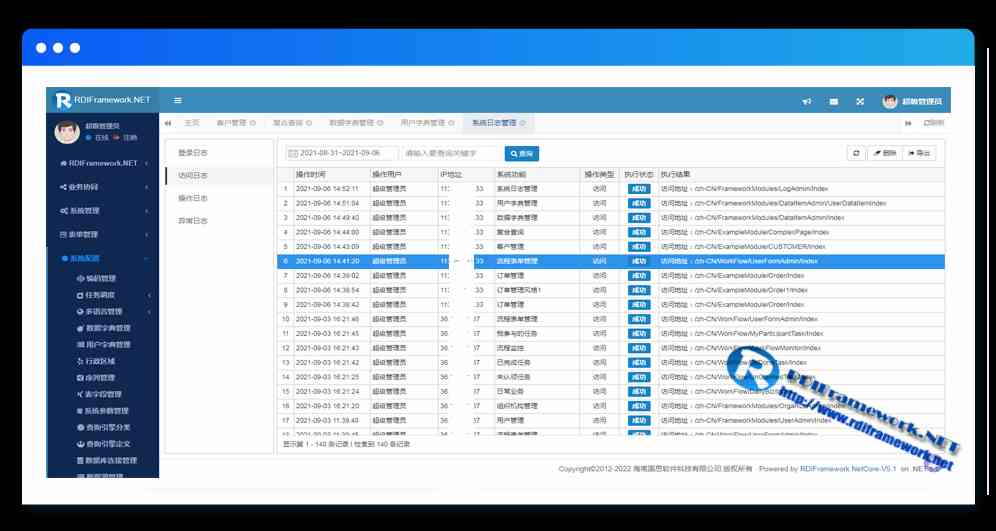 RDIFramework.NET
超级管理员
超级管理员
在线 注销
RDIFramework.NET
业务协同
系统管理
表单管理
系统配置
编码管理
任务调度
多语言管理
数据字典管理
用户字典管理
行政区域
序列管理
表字段管理
系统参数管理
查询引擎分类
查询引擎定义
数据库连接管理
主页 客户管理 复合查询 数据字典管理 用户字典管理 系统日志管理 刷新
登录日志
访问日志
操作日志
异常日志
2021-08-31~2021-09-06 请输入要查询关键字 查询 删除 导出
操作时间 操作用户 IP地址 系统功能 操作类型 执行状态 执行结果
1 2021-09-06 14:52:11 超级管理员 11: 33 系统日志管理 访问 成功 访问地址：/zh-CN/FrameworkModules/LogAdmin/Index
2 2021-09-06 14:51:54 超级管理员 11: 33 用户字典管理 访问 成功 访问地址：/zh-CN/FrameworkModules/DataItemAdmin/UserDataItemIndex
3 2021-09-06 14:49:40 超级管理员 11: 33 数据字典管理 访问 成功 访问地址：/zh-CN/FrameworkModules/DataItemAdmin/Index
4 2021-09-06 14:44:00 超级管理员 11: 33 复合查询 访问 成功 访问地址：/zh-CN/ExampleModule/ComplexPage/Index
5 2021-09-06 14:43:09 超级管理员 11: 33 客户管理 访问 成功 访问地址：/zh-CN/ExampleModule/CUSTOMER/Index
6 2021-09-06 14:41:20 超级管理员 11: 33 流程表单管理 访问 成功 访问地址：/zh-CN/WorkFlow/UserFormAdmin/Index
7 2021-09-06 14:39:02 超级管理员 11: 33 订单管理 访问 成功 访问地址：/zh-CN/ExampleModule/Order/Index
8 2021-09-06 14:38:54 超级管理员 11: 33 订单管理风格1 访问 成功 访问地址：/zh-CN/ExampleModule/Order1/Index
9 2021-09-06 14:38:42 超级管理员 11: 33 订单管理 访问 成功 访问地址：/zh-CN/ExampleModule/Order/Index
10 2021-09-03 16:21:46 超级管理员 36. 17 流程表单管理 访问 成功 访问地址：/zh-CN/WorkFlow/UserFormAdmin/Index
11 2021-09-03 16:21:45 超级管理员 36. 17 我参与的任务 访问 成功 访问地址：/zh-CN/WorkFlow/MyParticipantTask/Index
12 2021-09-03 16:21:43 超级管理员 36. 17 流程监控 访问 成功 访问地址：/zh-CN/WorkFlow/WorkFlowMonitor/Index
13 2021-09-03 16:21:42 超级管理员 36. 17 已完成任务 访问 成功 访问地址：/zh-CN/WorkFlow/
14 2021-09-03 16:21:25 超级管理员 36. 17 未认领任务 访问 成功 访问地址：/zh-CN/WorkFlow/
15 2021-09-03 16:21:24 超级管理员 36. 17 日常业务 访问 成功 访问地址：/zh-CN/WorkFlow/
16 2021-09-03 16:21:20 超级管理员 36. 17 组织机构管理 访问 成功 访问地址：/zh-CN/FrameworkModules/
17 2021-09-03 11:39:40 超级管理员 36. 17 用户管理 访问 成功 访问地址：/zh-CN/FrameworkModules/UserAdmin/Index
显示第 1 - 140 条记录 | 检索到 140 条记录
Copyright©2012-2022 海南国思软件科技有限公司 版权所有 · Powered by RDIFramework.NetCore-V5.1 on .NET
RDIFramework.NET
http://www.rdiframework.net